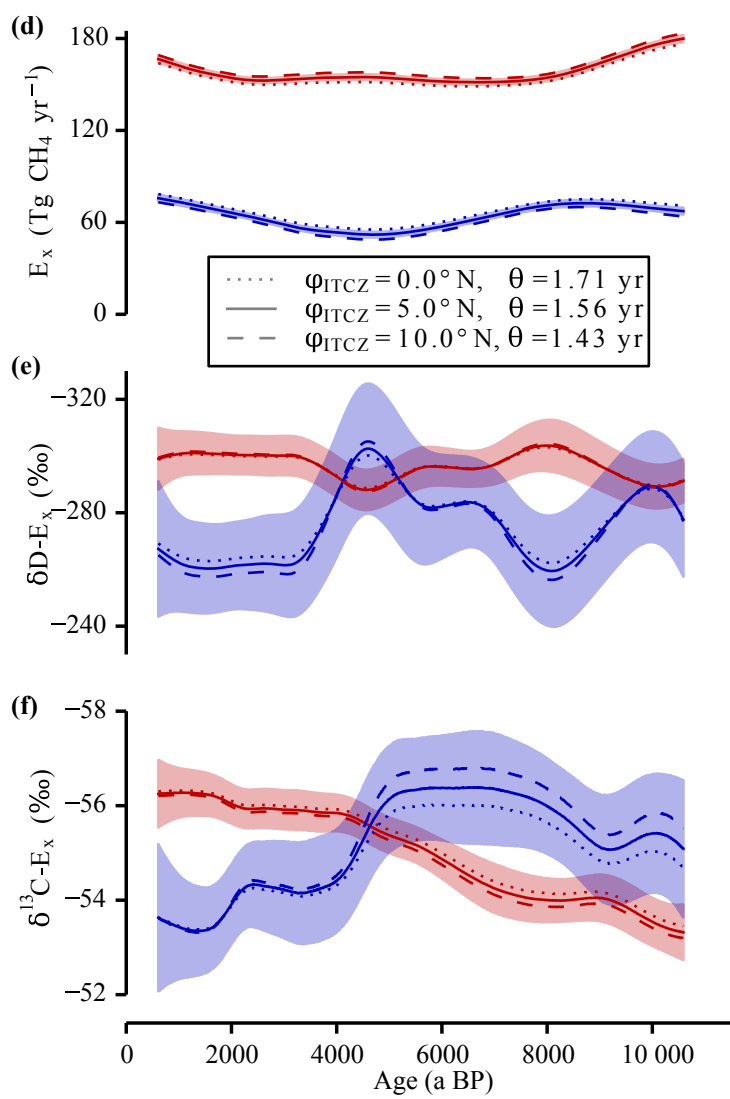 (d)
180
120
60
0
Eₓ (Tg CH₄ yr⁻¹)
φITCZ = 0.0° N, θ = 1.71 yr
φITCZ = 5.0° N, θ = 1.56 yr
φITCZ = 10.0° N, θ = 1.43 yr
(e)
−320
−280
−240
δD-Eₓ (‰)
(f)
−58
−56
−54
−52
δ¹³C-Eₓ (‰)
0 2000 4000 6000 8000 10 000
Age (a BP)